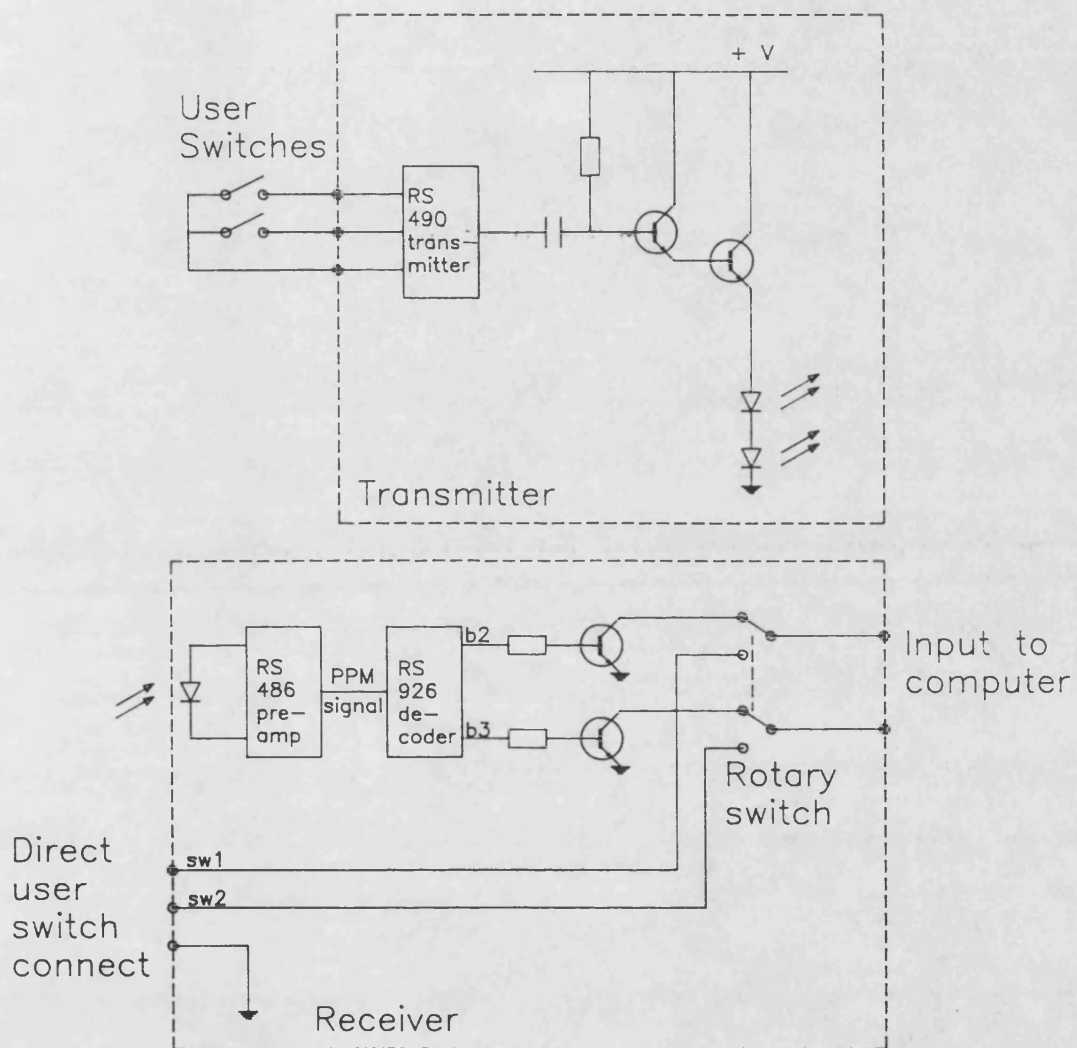 + V
User
Switches
RS
490
trans-
mitter
Transmitter
b2
RS
486
pre-
amp
PPM
signal
RS
926
de-
coder
b3
Input to
computer
Rotary
switch
Direct
user
switch
connect
sw1
sw2
Receiver